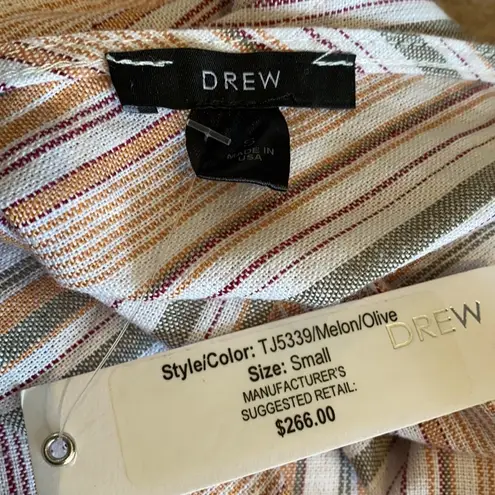 DREW
S
MADE IN
USA
DREW
Style/Color: TJ5339/Melon/Olive
Size: Small
MANUFACTURER'S
SUGGESTED RETAIL:
$266.00